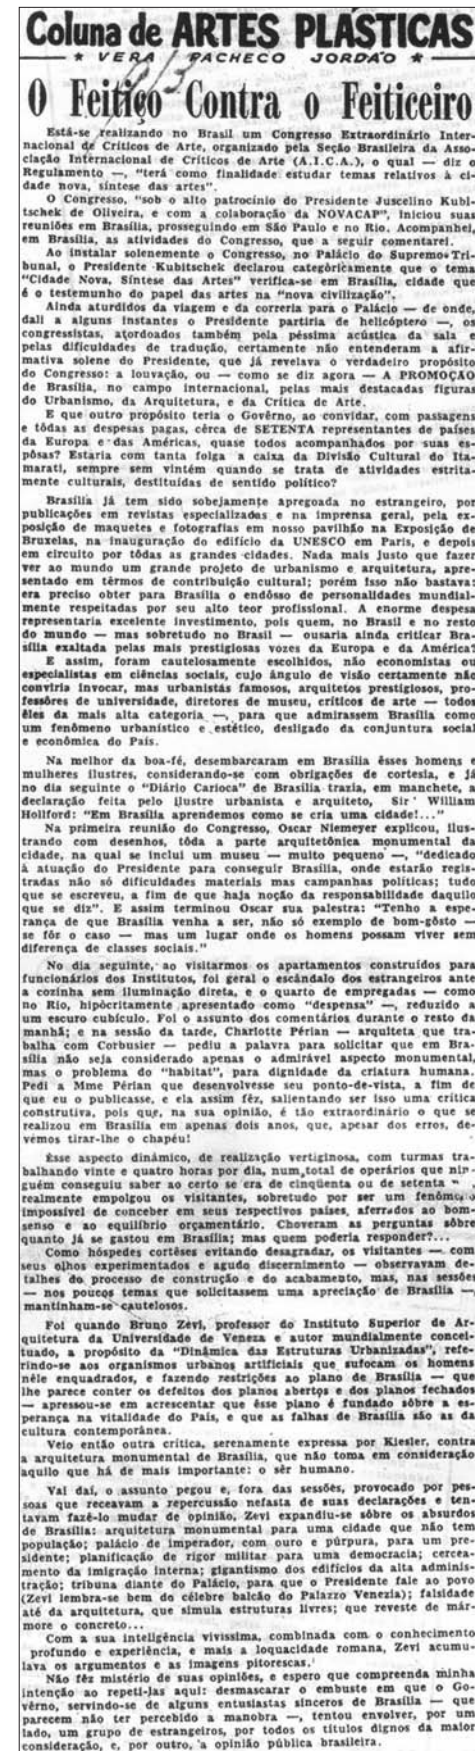 Coluna de ARTES PLÁSTICAS
★ VERA PACHECO JORDÃO ★
O Feitiço Contra o Feiticeiro
Está-se realizando no Brasil um Congresso Extraordinário Inter-
nacional de Críticos de Arte, organizado pela Seção Brasileira da Asso-
ciação Internacional de Críticos de Arte (A.I.C.A.), o qual — diz o
Regulamento —, "terá como finalidade estudar temas relativos à ci-
dade nova, síntese das artes".
O Congresso, "sob o alto patrocínio do Presidente Juscelino Kubi-
tschek de Oliveira, e com a colaboração da NOVACAP", iniciou suas
reuniões em Brasília, prosseguindo em São Paulo e no Rio. Acompanhei,
em Brasília, as atividades do Congresso, que a seguir comentarei.
Ao instalar solenemente o Congresso, no Palácio do Supremo Tri-
bunal, o Presidente Kubitschek declarou categòricamente que o tema
"Cidade Nova, Síntese das Artes" verifica-se em Brasília, cidade que
é o testemunho do papel das artes na "nova civilização".
Ainda aturdidos da viagem e da correria para o Palácio — de onde,
dali a alguns instantes o Presidente partiria de helicóptero —, os
congressistas, atordoados também pela péssima acústica da sala e
pelas dificuldades de tradução, certamente não entenderam a afir-
mativa solene do Presidente, que já revelava o verdadeiro propósito
do Congresso: a louvação, ou — como se diz agora — A PROMOÇÃO
de Brasília, no campo internacional, pelas mais destacadas figuras
do Urbanismo, da Arquitetura, e da Crítica de Arte.
E que outro propósito teria o Govêrno, ao convidar, com passagens
e tôdas as despesas pagas, cêrca de SETENTA representantes de países
da Europa e das Américas, quase todos acompanhados por suas es-
pôsas? Estaria com tanta folga a caixa da Divisão Cultural do Ita-
marati, sempre sem vintém quando se trata de atividades estrita-
mente culturais, destituídas de sentido político?
Brasília já tem sido sobejamente apregoada no estrangeiro, por
publicações em revistas especializadas e na imprensa geral, pela ex-
posição de maquetes e fotografias em nosso pavilhão na Exposição de
Bruxelas, na inauguração do edifício da UNESCO em Paris, e depois
em circuito por tôdas as grandes cidades. Nada mais justo que fazer
ver ao mundo um grande projeto de urbanismo e arquitetura, apre-
sentado em têrmos de contribuição cultural; porém isso não bastava:
era preciso obter para Brasília o endôsso de personalidades mundial-
mente respeitadas por seu alto teor profissional. A enorme despesa
representaria excelente investimento, pois quem, no Brasil e no resto
do mundo — mas sobretudo no Brasil — ousaria ainda criticar Bra-
sília exaltada pelas mais prestigiosas vozes da Europa e da América?
E assim, foram cautelosamente escolhidos, não economistas ou
especialistas em ciências sociais, cujo ângulo de visão certamente não
conviria invocar, mas urbanistas famosos, arquitetos prestigiosos, pro-
fessôres de universidade, diretores de museu, críticos de arte — todos
êles da mais alta categoria —, para que admirassem Brasília como
um fenômeno urbanístico e estético, desligado da conjuntura social
e econômica do País.
Na melhor da boa-fé, desembarcaram em Brasília êsses homens e
mulheres ilustres, considerando-se com obrigações de cortesia, e já
no dia seguinte o "Diário Carioca" de Brasília trazia, em manchete, a
declaração feita pelo ilustre urbanista e arquiteto, Sir William
Hollford: "Em Brasília aprendemos como se cria uma cidade!..."
Na primeira reunião do Congresso, Oscar Niemeyer explicou, ilus-
trando com desenhos, tôda a parte arquitetônica monumental da
cidade, na qual se inclui um museu — muito pequeno —, "dedicado
à atuação do Presidente para conseguir Brasília, onde estarão regis-
tradas não só dificuldades materiais mas campanhas políticas; tudo
que se escreveu, a fim de que haja noção da responsabilidade daquilo
que se diz". E assim terminou Oscar sua palestra: "Tenho a espe-
rança de que Brasília venha a ser, não só exemplo de bom-gôsto —
se fôr o caso — mas um lugar onde os homens possam viver sem
diferença de classes sociais."
No dia seguinte, ao visitarmos os apartamentos construídos para
funcionários dos Institutos, foi geral o escândalo dos estrangeiros ante
a cozinha sem iluminação direta, e o quarto de empregadas — como
no Rio, hipòcritamente apresentado como "despensa" —, reduzido a
um escuro cubículo. Foi o assunto dos comentários durante o resto da
manhã; e na sessão da tarde, Charlotte Périan — arquiteta que tra-
balha com Corbusier — pediu a palavra para solicitar que em Bra-
sília não seja considerado apenas o admirável aspecto monumental,
mas o problema do "habitat", para dignidade da criatura humana.
Pedi a Mme Périan que desenvolvesse seu ponto-de-vista, a fim de
que eu o publicasse, e ela assim fêz, salientando ser isso uma crítica
construtiva, pois que, na sua opinião, é tão extraordinário o que se
realizou em Brasília em apenas dois anos, que, apesar dos erros, de-
vemos tirar-lhe o chapéu!
Êsse aspecto dinâmico, de realização vertiginosa, com turmas tra-
balhando vinte e quatro horas por dia, num total de operários que nin-
guém conseguiu saber ao certo se era de cinqüenta ou de setenta
realmente empolgou os visitantes, sobretudo por ser um
impossível de conceber em seus respectivos países, aferrados ao bom-
senso e ao equilíbrio orçamentário. Choveram as perguntas sôbre
quanto já se gastou em Brasília; mas quem poderia responder?...
Como hóspedes cortêses evitando desagradar, os visitantes — com
seus olhos experimentados e agudo discernimento — observavam de-
talhes do processo de construção e do acabamento, mas, nas sessões
— nos poucos temas que solicitassem uma apreciação de Brasília —,
mantinham-se cautelosos.
Foi quando Bruno Zevi, professor do Instituto Superior de Ar-
quitetura da Universidade de Veneza e autor mundialmente concei-
tuado, a propósito da "Dinâmica das Estruturas Urbanizadas", refe-
rindo-se aos organismos urbanos artificiais que sufocam os homens
nêle enquadrados, e fazendo restrições ao plano de Brasília — que
lhe parece conter os defeitos dos planos abertos e dos planos fechados
— apressou-se em acrescentar que êsse plano é fundado sôbre a es-
perança na vitalidade do País, e que as falhas de Brasília são as da
cultura contemporânea.
Veio então outra crítica, serenamente expressa por Kiesler, contra
a arquitetura monumental de Brasília, que não toma em consideração
aquilo que há de mais importante: o sêr humano.
Vai daí, o assunto pegou e, fora das sessões, provocado por pes-
soas que receavam a repercussão nefasta de suas declarações e ten-
tavam fazê-lo mudar de opinião, Zevi expandiu-se sôbre os absurdos
de Brasília: arquitetura monumental para uma cidade que não tem
população; palácio de imperador, com ouro e púrpura, para um pre-
sidente; planificação de rigor militar para uma democracia; cercea-
mento da imigração interna; gigantismo dos edifícios da alta adminis-
tração; tribuna diante do Palácio, para que o Presidente fale ao povo
(Zevi lembra-se bem do célebre balcão do Palazzo Venezia); falsidade
até da arquitetura, que simula estruturas livres; que reveste de már-
more o concreto...
Com a sua inteligência vivíssima, combinada com o conhecimento
profundo e experiência, e mais a loquacidade romana, Zevi acumu-
lava os argumentos e as imagens pitorescas.
Não fêz mistério de suas opiniões, e espero que compreenda minha
intenção ao repeti-las aqui: desmascarar o embuste em que o Go-
vêrno, servindo-se de alguns entusiastas sinceros de Brasília — que
parecem não ter percebido a manobra —, tentou envolver, por um
lado, um grupo de estrangeiros, por todos os títulos dignos da maior
consideração, e, por outro, a opinião pública brasileira.